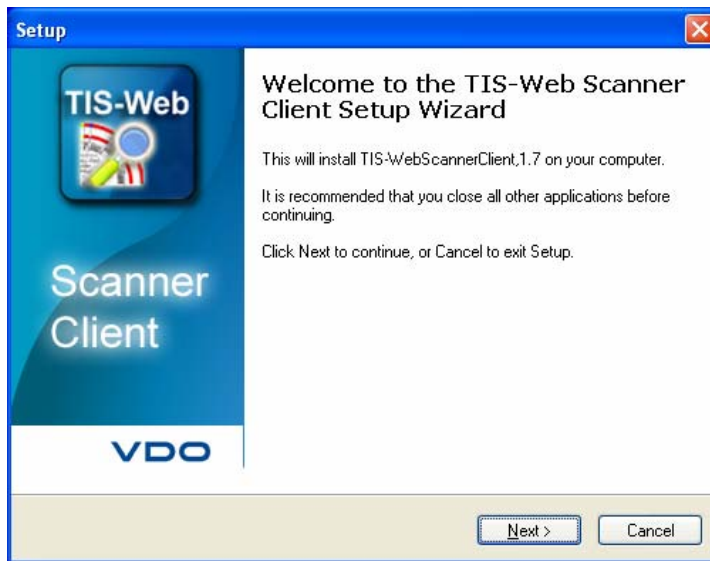 Setup
TIS-Web
Scanner
Client
VDO
Welcome to the TIS-Web Scanner
Client Setup Wizard
This will install TIS-WebScannerClient,1.7 on your computer.
It is recommended that you close all other applications before
continuing.
Click Next to continue, or Cancel to exit Setup.
Next >
Cancel